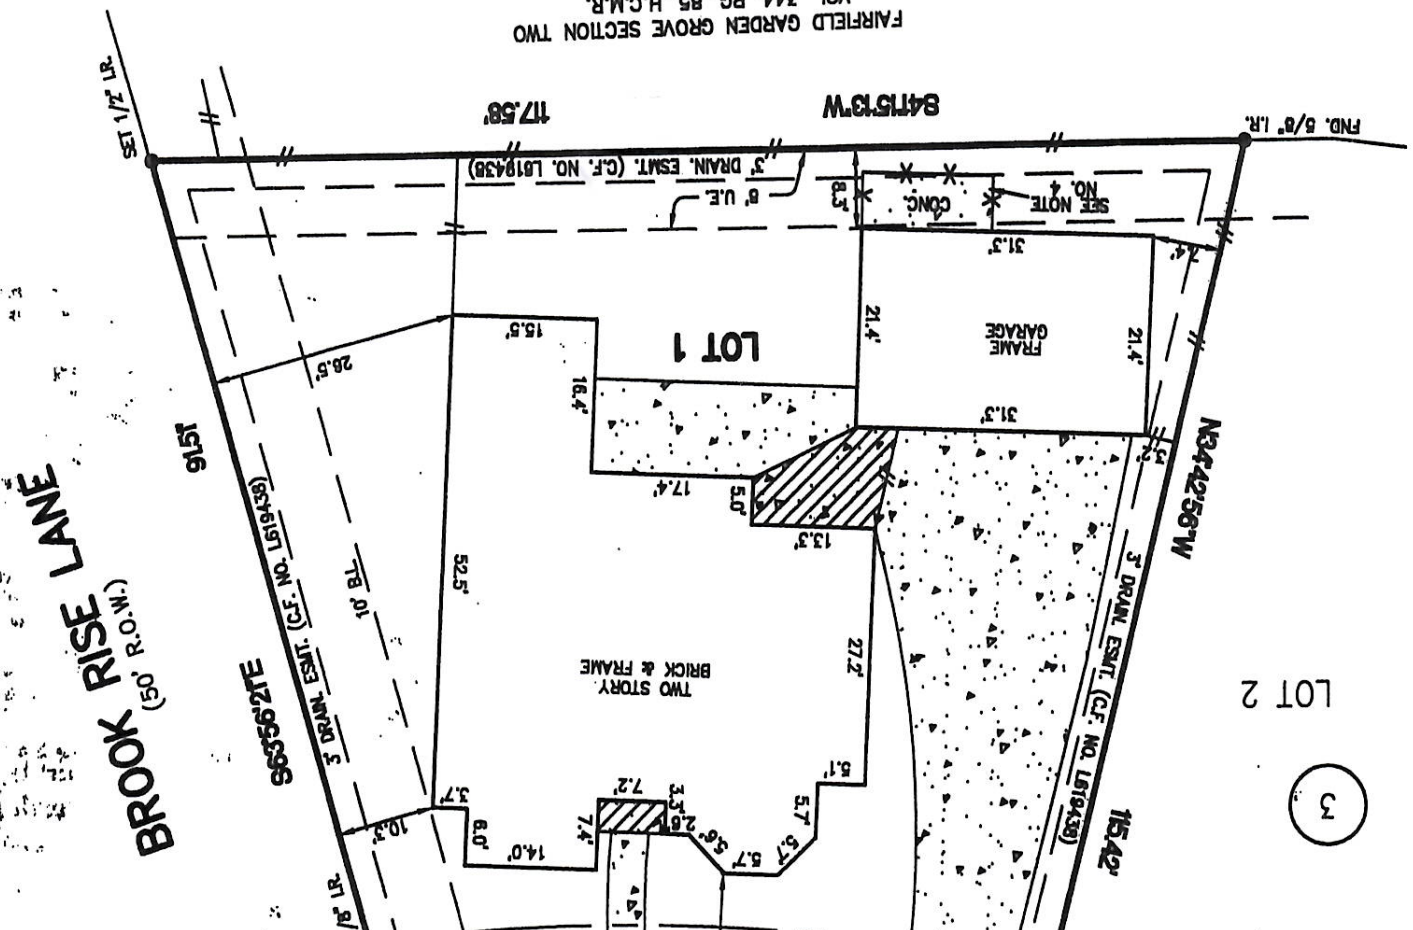 FAIRFIELD GARDEN GROVE SECTION TWO
H.C.M.R.
SET 1/2" I.R.
117.58'
FND. 5/8" I.R.
3' DRAIN. ESMT. (C.F. NO. L619438)
8' U.E.
8.3'
CONC.
SEE NOTE
NO. 4
31.3'
7.4'
21.4'
FRAME
GARAGE
21.4'
31.3'
3.2'
LOT 1
15.5'
16.4'
28.5'
17.4'
5.0'
13.3'
91.51'
BROOK RISE LANE
(50' R.O.W.)
S63°56'21"E
3' DRAIN. ESMT. (C.F. NO. L619438)
10' B.L.
52.5'
TWO STORY
BRICK & FRAME
27.2'
N34°42'56"W
3' DRAIN. ESMT. (C.F. NO. L619438)
115.42'
LOT 2
3
10.3'
3.7'
6.0'
14.0'
7.4'
7.2'
3.3'
2.6'
5.6'
5.7'
5.7'
5.7'
5.1'
/8" I.R.